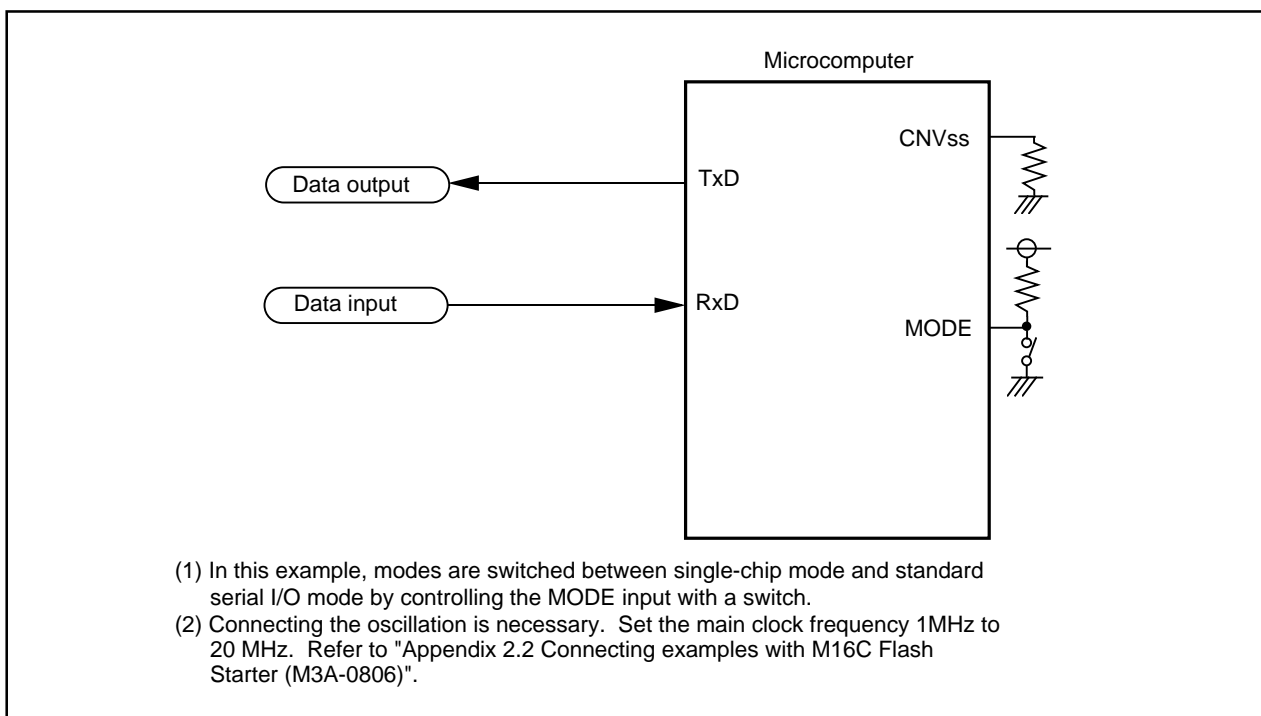 Microcomputer
CNVss
Data output
TxD
Data input
RxD
MODE
(1) In this example, modes are switched between single-chip mode and standard
serial I/O mode by controlling the MODE input with a switch.
(2) Connecting the oscillation is necessary.  Set the main clock frequency 1MHz to
20 MHz.  Refer to "Appendix 2.2 Connecting examples with M16C Flash
Starter (M3A-0806)".